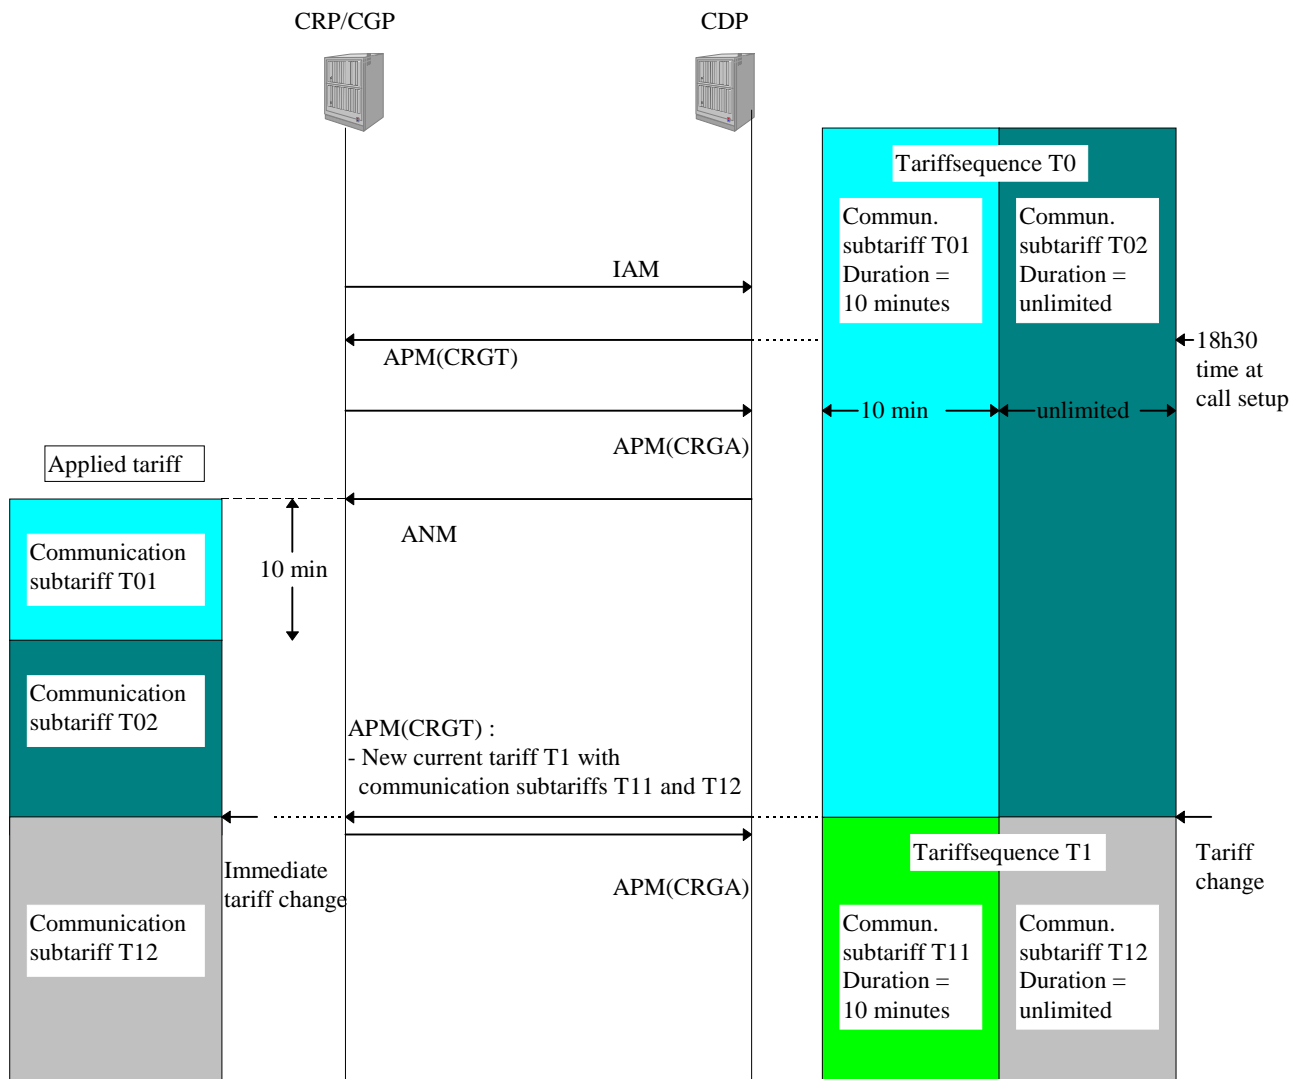 CRP/CGP
CDP
Tariffsequence T0
Commun.
subtariff T01
Duration =
10 minutes
Commun.
subtariff T02
Duration =
unlimited
IAM
APM(CRGT)
18h30
time at
call setup
10 min
unlimited
APM(CRGA)
Applied tariff
ANM
Communication
subtariff T01
10 min
Communication
subtariff T02
APM(CRGT) :
- New current tariff T1 with
communication subtariffs T11 and T12
Tariffsequence T1
Tariff
change
Immediate
tariff change
APM(CRGA)
Communication
subtariff T12
Commun.
subtariff T11
Duration =
10 minutes
Commun.
subtariff T12
Duration =
unlimited